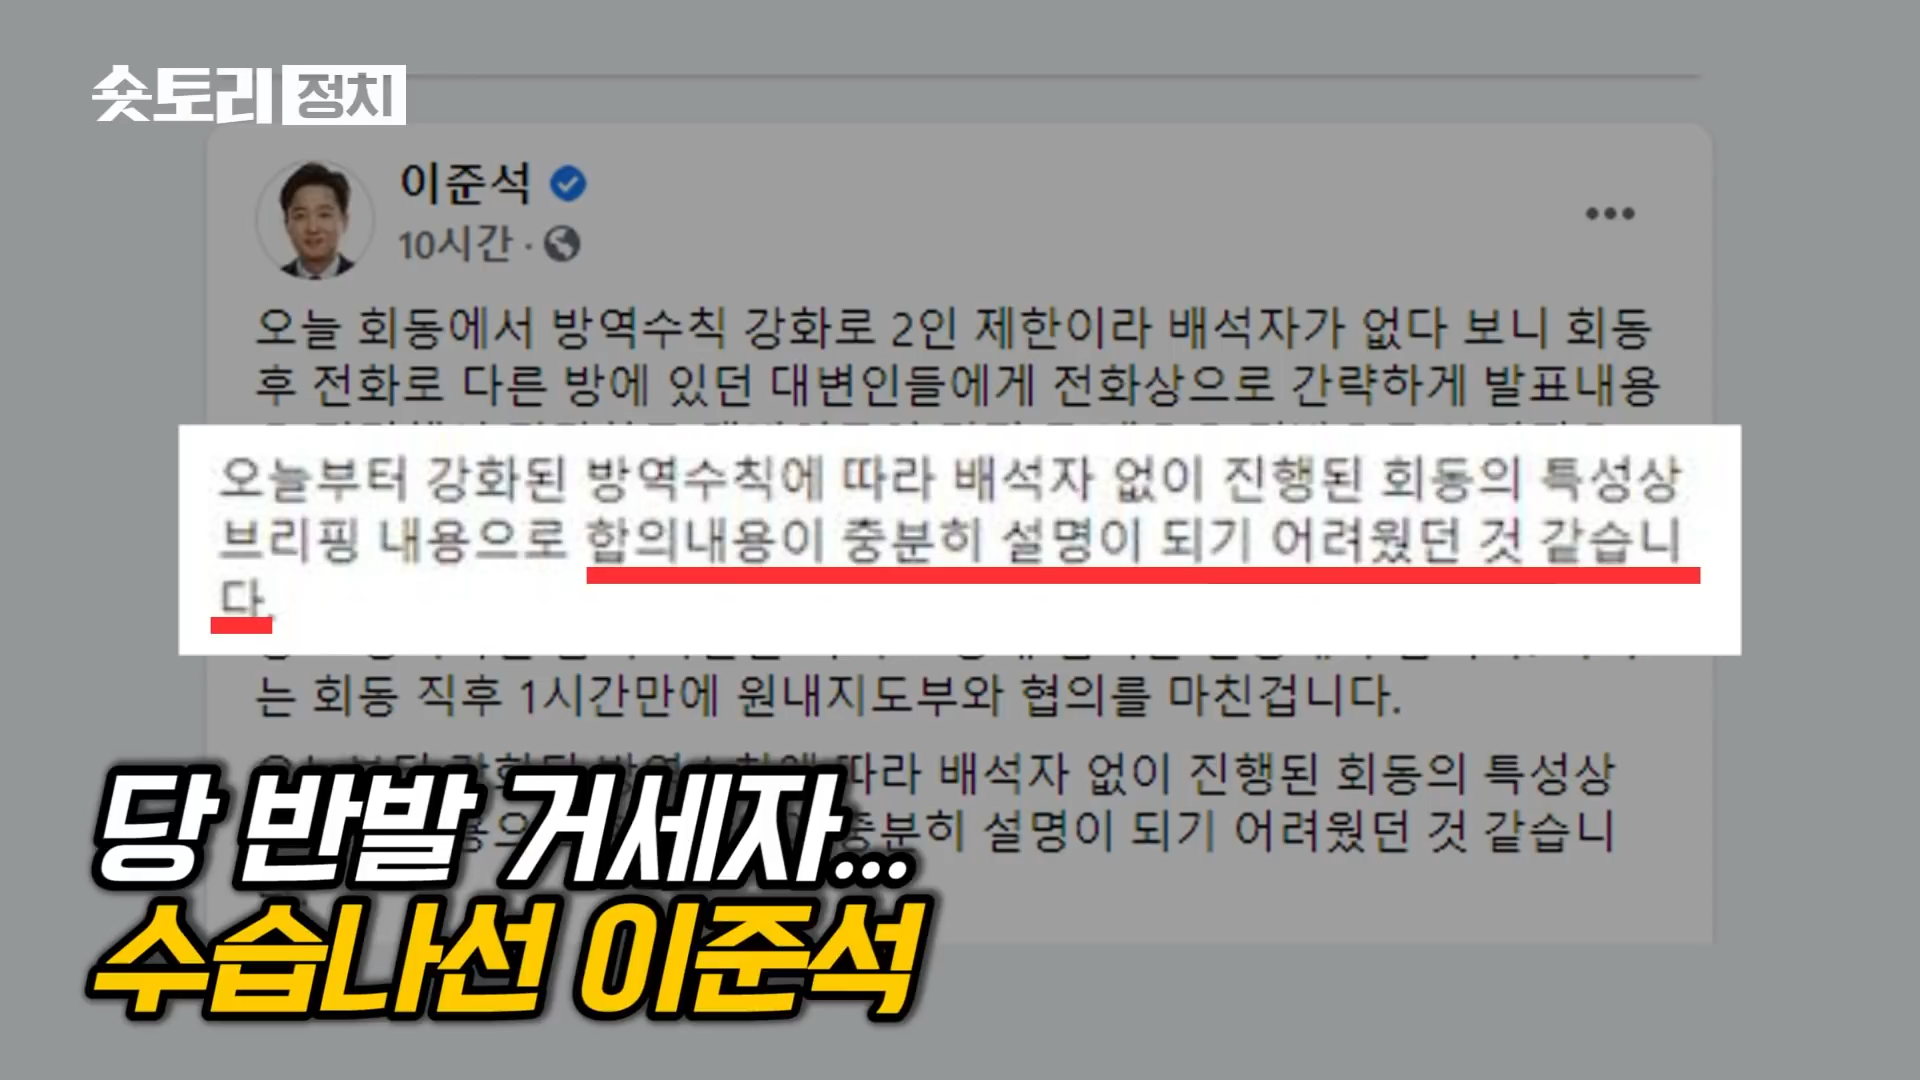 숏토리 정치
이준석
10시간 ·
오늘 회동에서 방역수칙 강화로 2인 제한이라 배석자가 없다 보니 회동
후 전화로 다른 방에 있던 대변인들에게 전화상으로 간략하게 발표내용
오늘부터 강화된 방역수칙에 따라 배석자 없이 진행된 회동의 특성상
브리핑 내용으로 합의내용이 충분히 설명이 되기 어려웠던 것 같습니
다.
는 회동 직후 1시간만에 원내지도부와 협의를 마친겁니다.
따라 배석자 없이 진행된 회동의 특성상
충분히 설명이 되기 어려웠던 것 같습니
당 반발 거세자...
수습나선 이준석